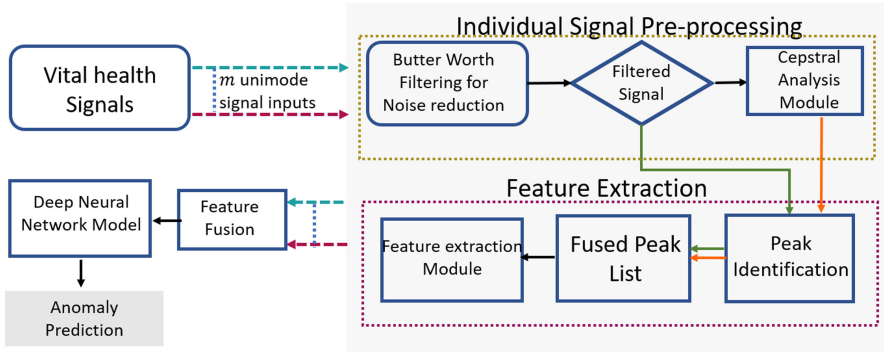 Individual Signal Pre-processing
Vital health
Signals
m unimode
signal inputs
Butter Worth
Filtering for
Noise reduction
Filtered
Signal
Cepstral
Analysis
Module
Feature Extraction
Deep Neural
Network Model
Feature
Fusion
Feature extraction
Module
Fused Peak
List
Peak
Identification
Anomaly
Prediction